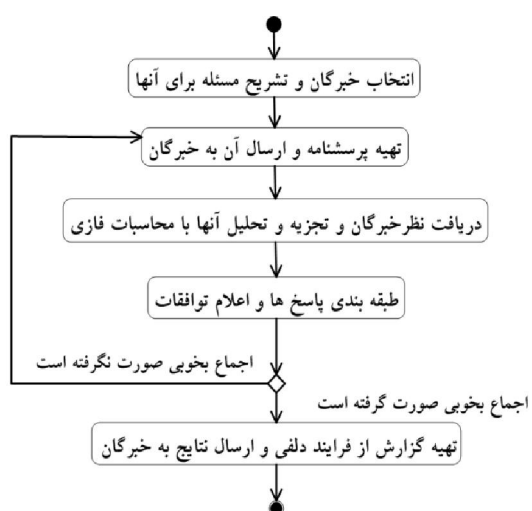 انتخاب خبرگان و تشریح مسئله برای آنها
تهیه پرسشنامه و ارسال آن به خبرگان
دریافت نظرخبرگان و تجزیه و تحلیل آنها با محاسبات فازی
طبقه بندی پاسخ ها و اعلام توافقات
اجماع بخوبی صورت نگرفته است
اجماع بخوبی صورت گرفته است
تهیه گزارش از فرایند دلفی و ارسال نتایج به خبرگان